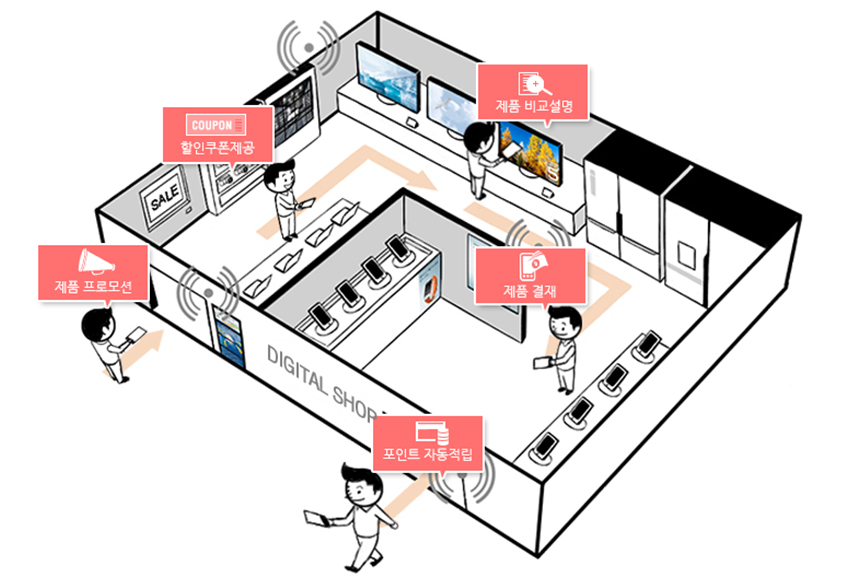 제품 비교설명
COUPON
할인쿠폰제공
SALE
제품 프로모션
제품 결재
DIGITAL SHOP
포인트 자동적립